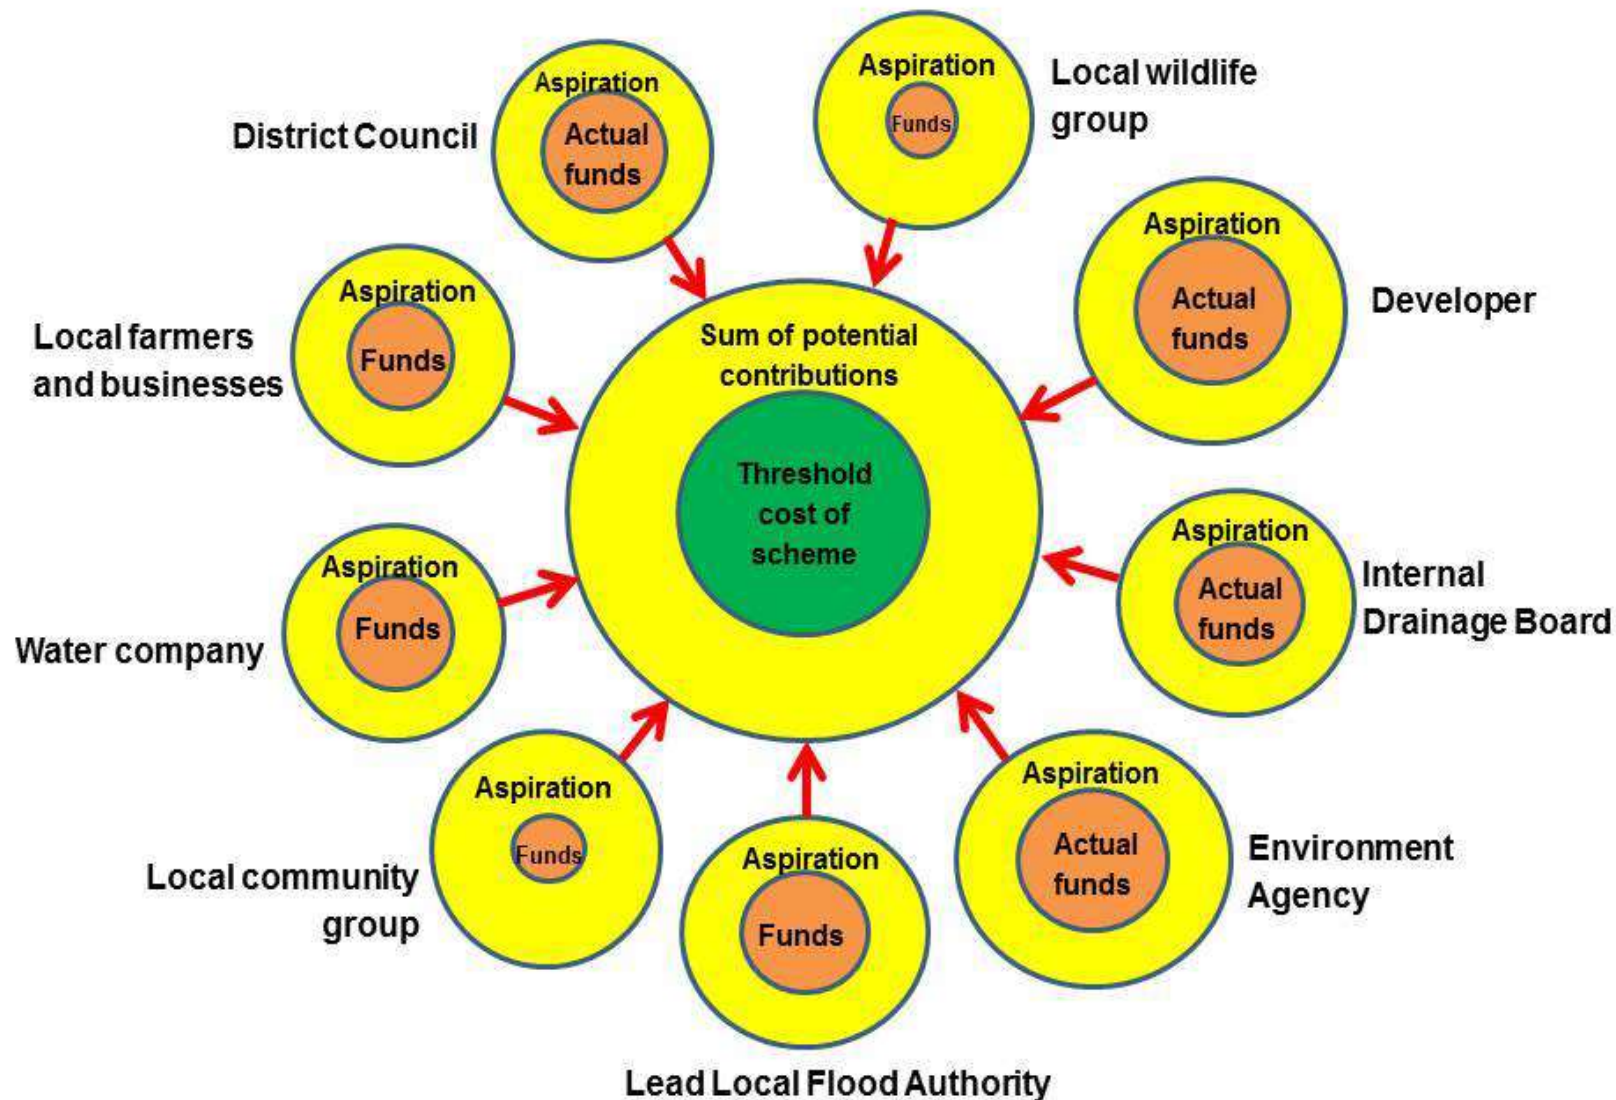 District Council
Aspiration
Actual
funds
Aspiration
Funds
Local wildlife
group
Aspiration
Actual
funds
Developer
Local farmers
and businesses
Aspiration
Funds
Sum of potential
contributions
Threshold
cost of
scheme
Aspiration
Actual
funds
Internal
Drainage Board
Water company
Aspiration
Funds
Local community
group
Aspiration
Funds
Aspiration
Funds
Lead Local Flood Authority
Aspiration
Actual
funds
Environment
Agency